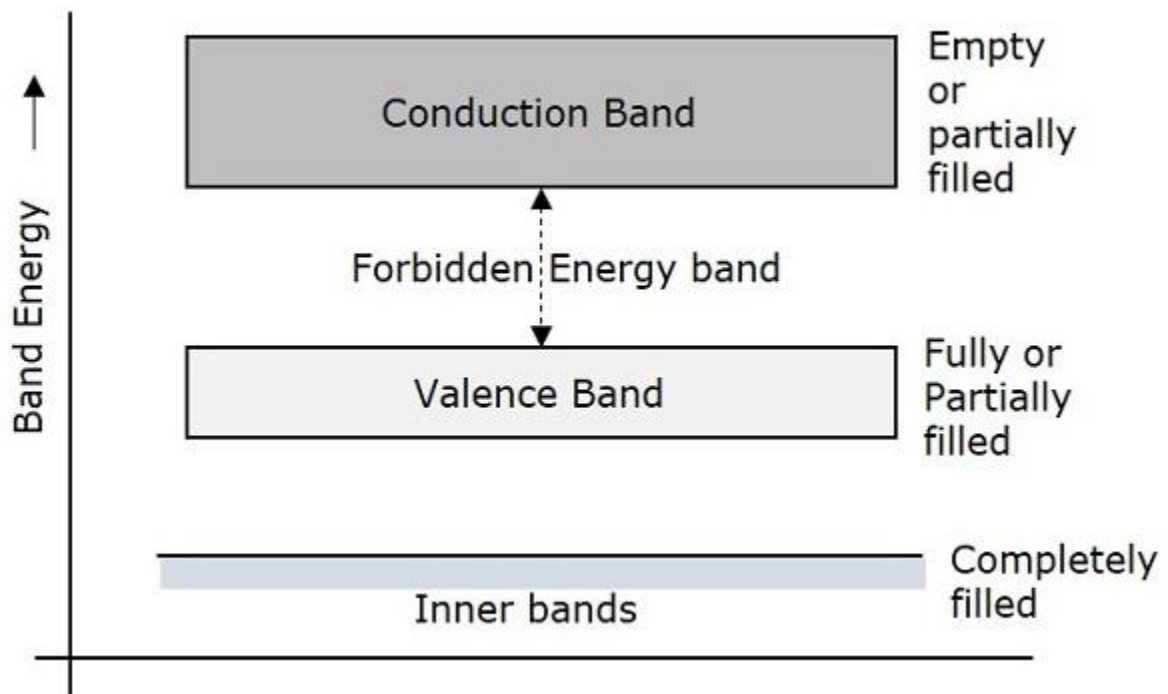 Conduction Band
Empty
or
partially
filled
Forbidden Energy band
Band Energy
Valence Band
Fully or
Partially
filled
Inner bands
Completely
filled